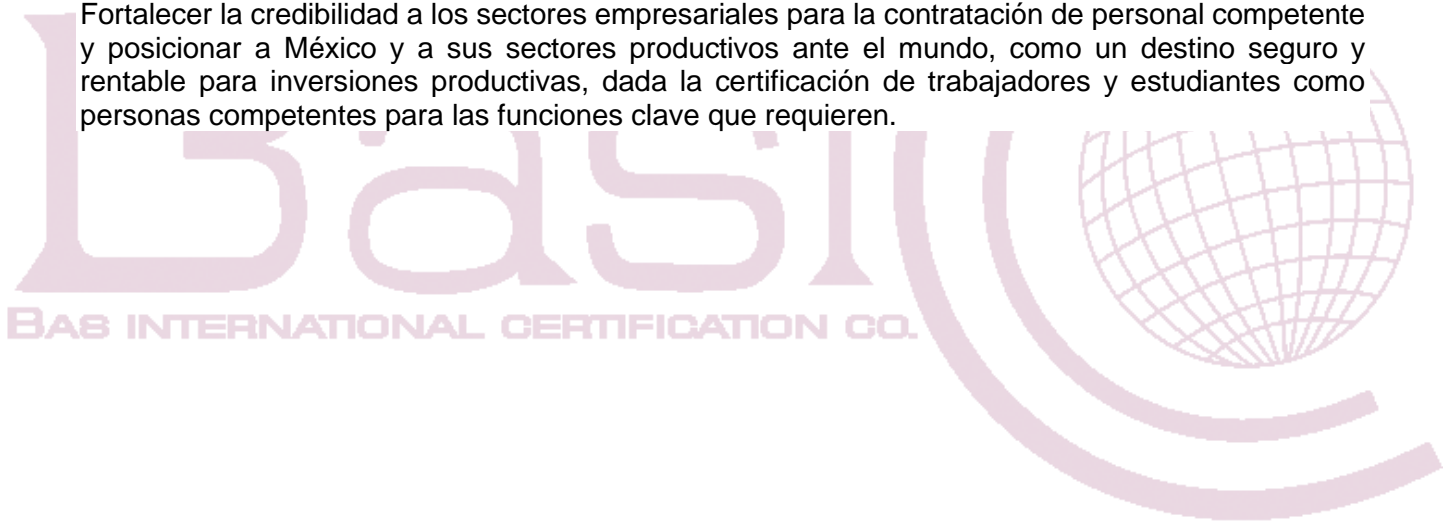 Fortalecer la credibilidad a los sectores empresariales para la contratación de personal competente
y posicionar a México y a sus sectores productivos ante el mundo, como un destino seguro y
rentable para inversiones productivas, dada la certificación de trabajadores y estudiantes como
personas competentes para las funciones clave que requieren.
Basi
BAS INTERNATIONAL CERTIFICATION CO.